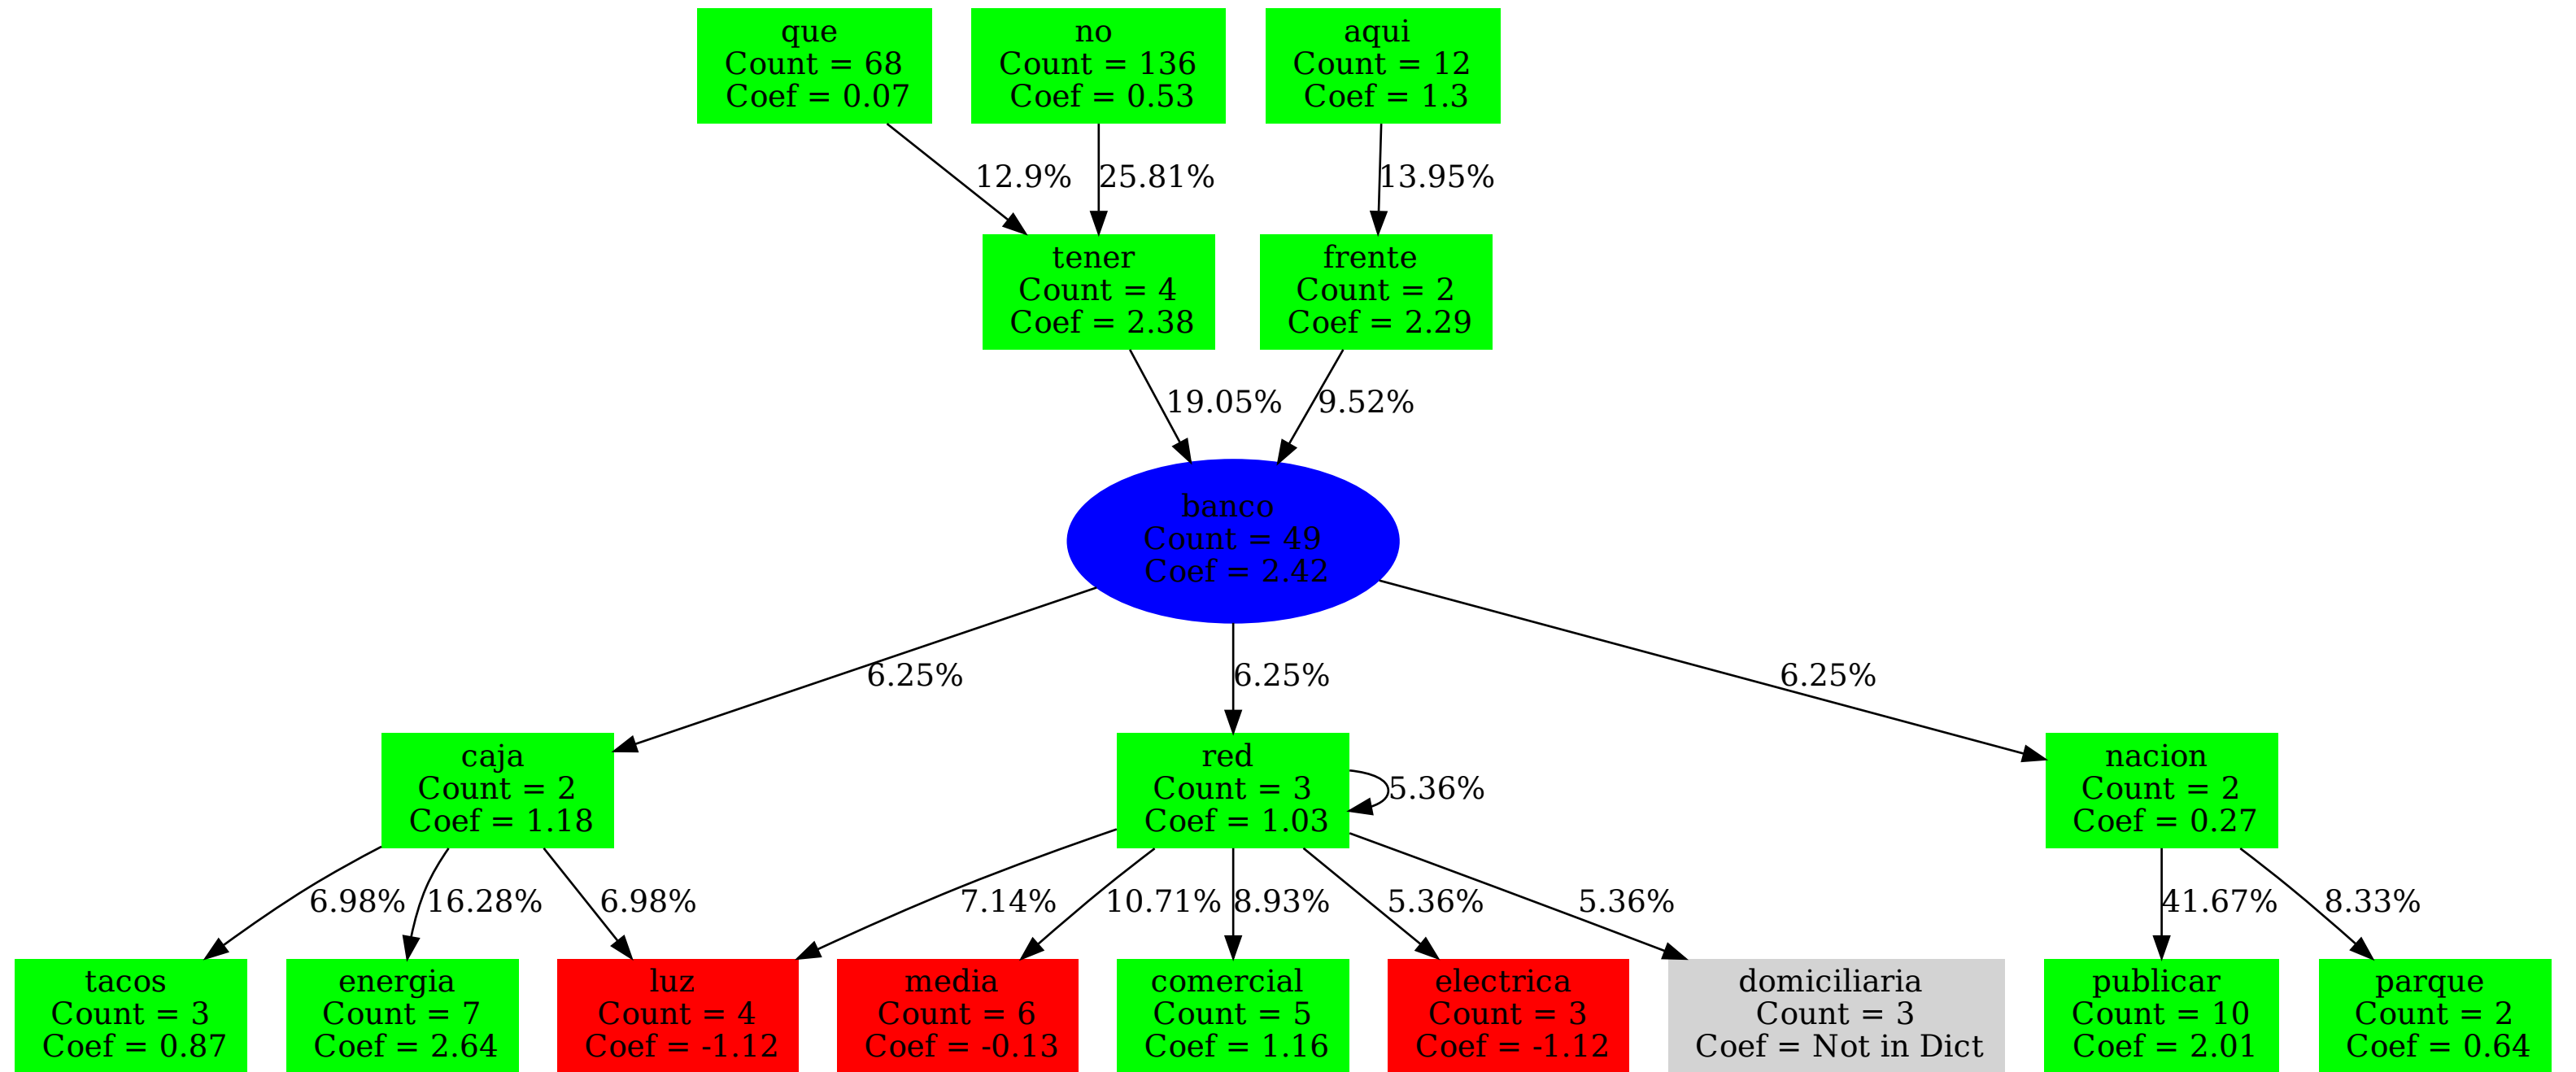 que
Count = 68
Coef = 0.07
no
Count = 136
Coef = 0.53
aqui
Count = 12
Coef = 1.3
12.9%
25.81%
13.95%
tener
Count = 4
Coef = 2.38
frente
Count = 2
Coef = 2.29
19.05%
9.52%
banco
Count = 49
Coef = 2.42
6.25%
6.25%
6.25%
caja
Count = 2
Coef = 1.18
red
Count = 3
Coef = 1.03
5.36%
nacion
Count = 2
Coef = 0.27
6.98%
16.28%
6.98%
7.14%
10.71%
8.93%
5.36%
5.36%
41.67%
8.33%
tacos
Count = 3
Coef = 0.87
energia
Count = 7
Coef = 2.64
luz
Count = 4
Coef = -1.12
media
Count = 6
Coef = -0.13
comercial
Count = 5
Coef = 1.16
electrica
Count = 3
Coef = -1.12
domiciliaria
Count = 3
Coef = Not in Dict
publicar
Count = 10
Coef = 2.01
parque
Count = 2
Coef = 0.64